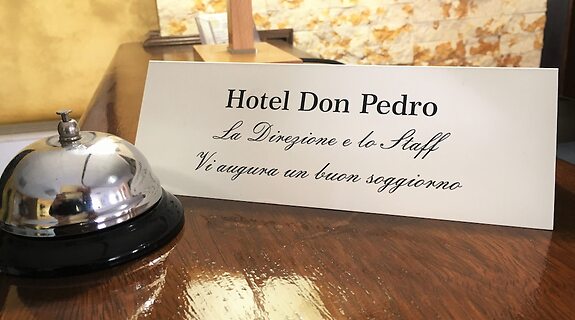 Hotel Don Pedro
La Direzione e lo Staff
Vi augura un buon soggiorno